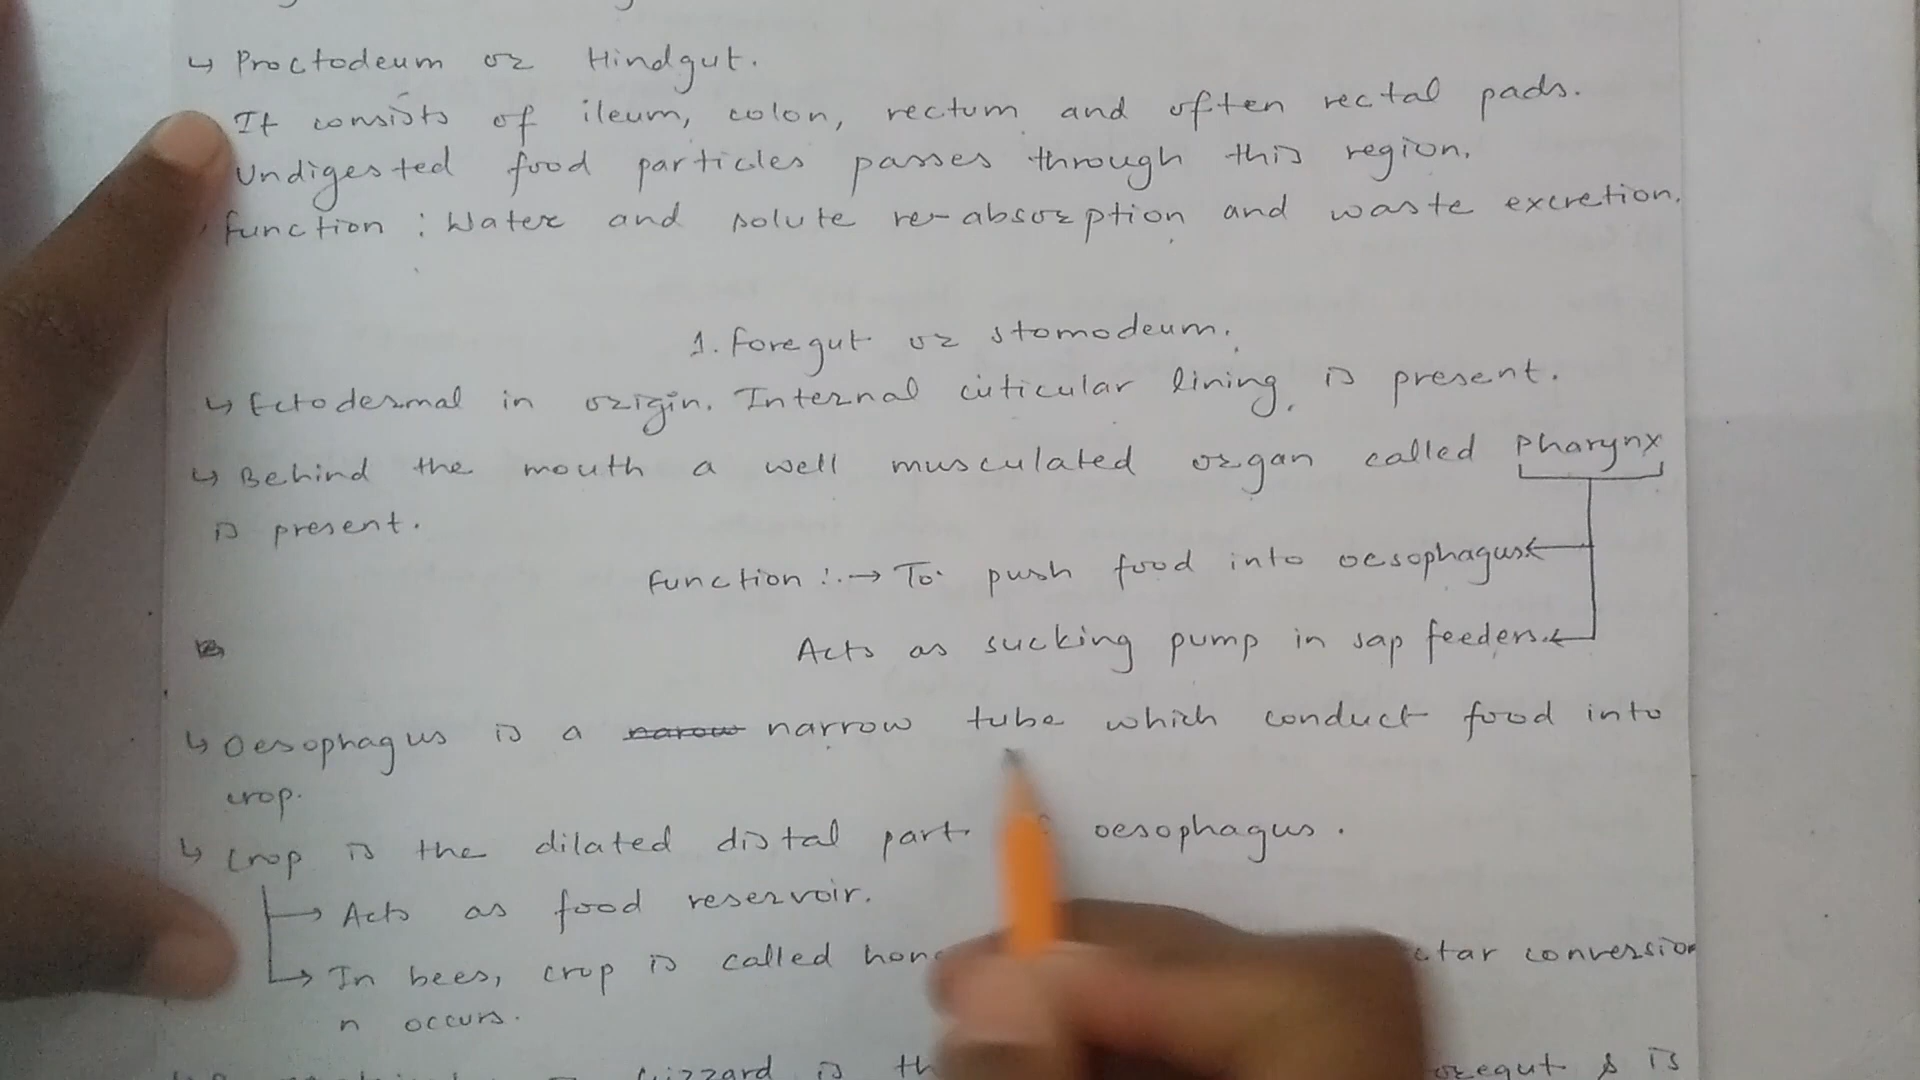 ↳ Proctodeum or Hindgut.
It consists of ileum, colon, rectum and often rectal pads.
Undigested food particles passes through this region.
Function : Water and solute re-absorption and waste excretion.
1. Foregut or stomodeum.
↳ Ectodermal in origin. Internal cuticular lining is present.
↳ Behind the mouth a well musculated organ called Pharynx
is present.
Function : → To push food into oesophagus
Acts as sucking pump in sap feeders.
↳ Oesophagus is a narow narrow tube which conduct food into
crop.
↳ Crop is the dilated distal part oesophagus.
→ Acts as food reservoir.
→ In bees, crop is called conversion
n occurs.
gizzard is &
is